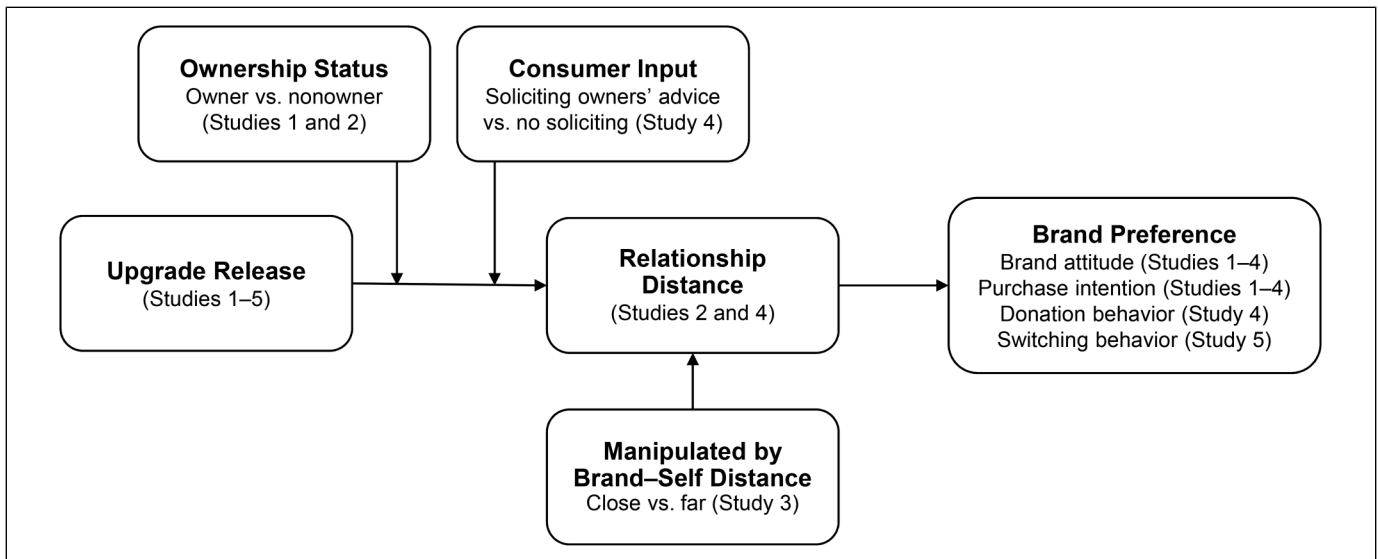 Ownership Status
Owner vs. nonowner
(Studies 1 and 2)
Consumer Input
Soliciting owners’ advice
vs. no soliciting (Study 4)
Upgrade Release
(Studies 1–5)
Relationship
Distance
(Studies 2 and 4)
Brand Preference
Brand attitude (Studies 1–4)
Purchase intention (Studies 1–4)
Donation behavior (Study 4)
Switching behavior (Study 5)
Manipulated by
Brand–Self Distance
Close vs. far (Study 3)